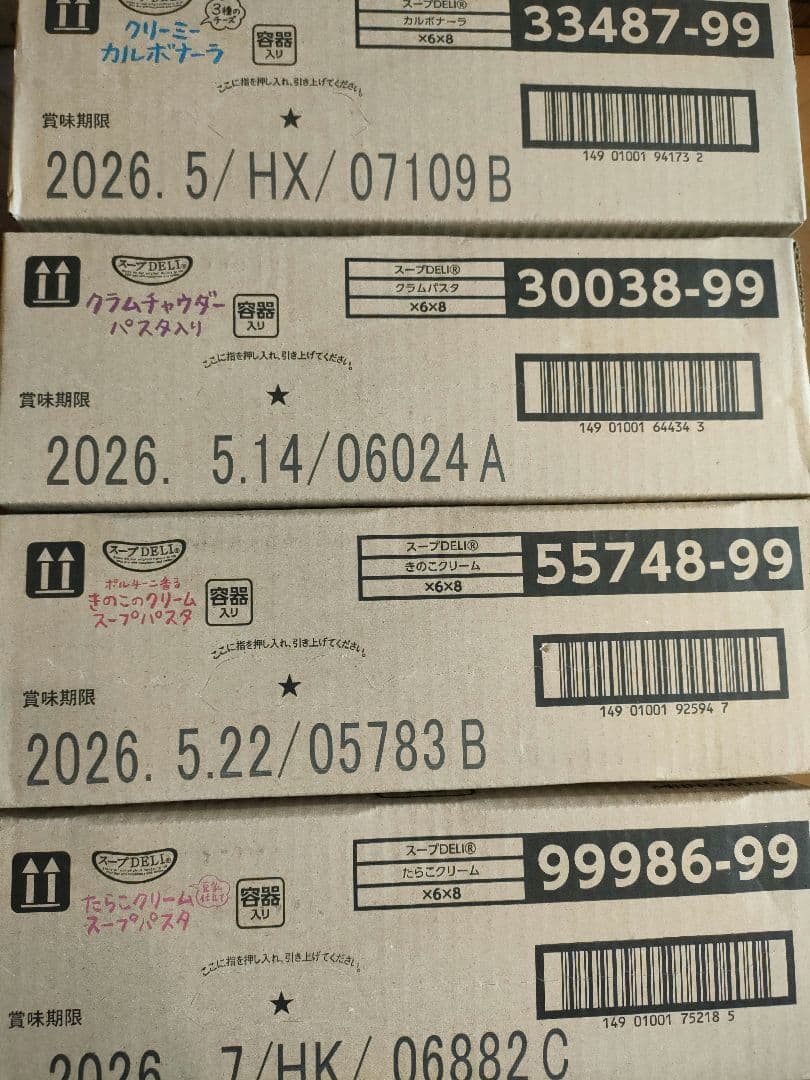 3種の
チーズ
クリーミー
カルボナーラ
容器
入り
スープDELI®
カルボナーラ
×6×8
33487-99
ここに指を押し入れ、引き上げてください。
★
賞味期限
149 01001 94173 2
2026. 5/HX/07109B
スープDELI®
クラムチャウダー
パスタ入り
容器
入り
スープDELI®
クラムパスタ
×6×8
30038-99
ここに指を押し入れ、引き上げてください。
★
賞味期限
149 01001 64434 3
2026. 5.14/06024A
スープDELI®
ポルチーニ香る
きのこのクリーム
スープパスタ
容器
入り
スープDELI®
きのこクリーム
×6×8
55748-99
ここに指を押し入れ、引き上げてください。
★
賞味期限
149 01001 92594 7
2026. 5.22/05783B
スープDELI®
たらこクリーム
スープパスタ
豆乳
仕立て
容器
入り
スープDELI®
たらこクリーム
×6×8
99986-99
ここに指を押し入れ、引き上げてください。
★
賞味期限
149 01001 75218 5
2026. 7/HK/ 06882C